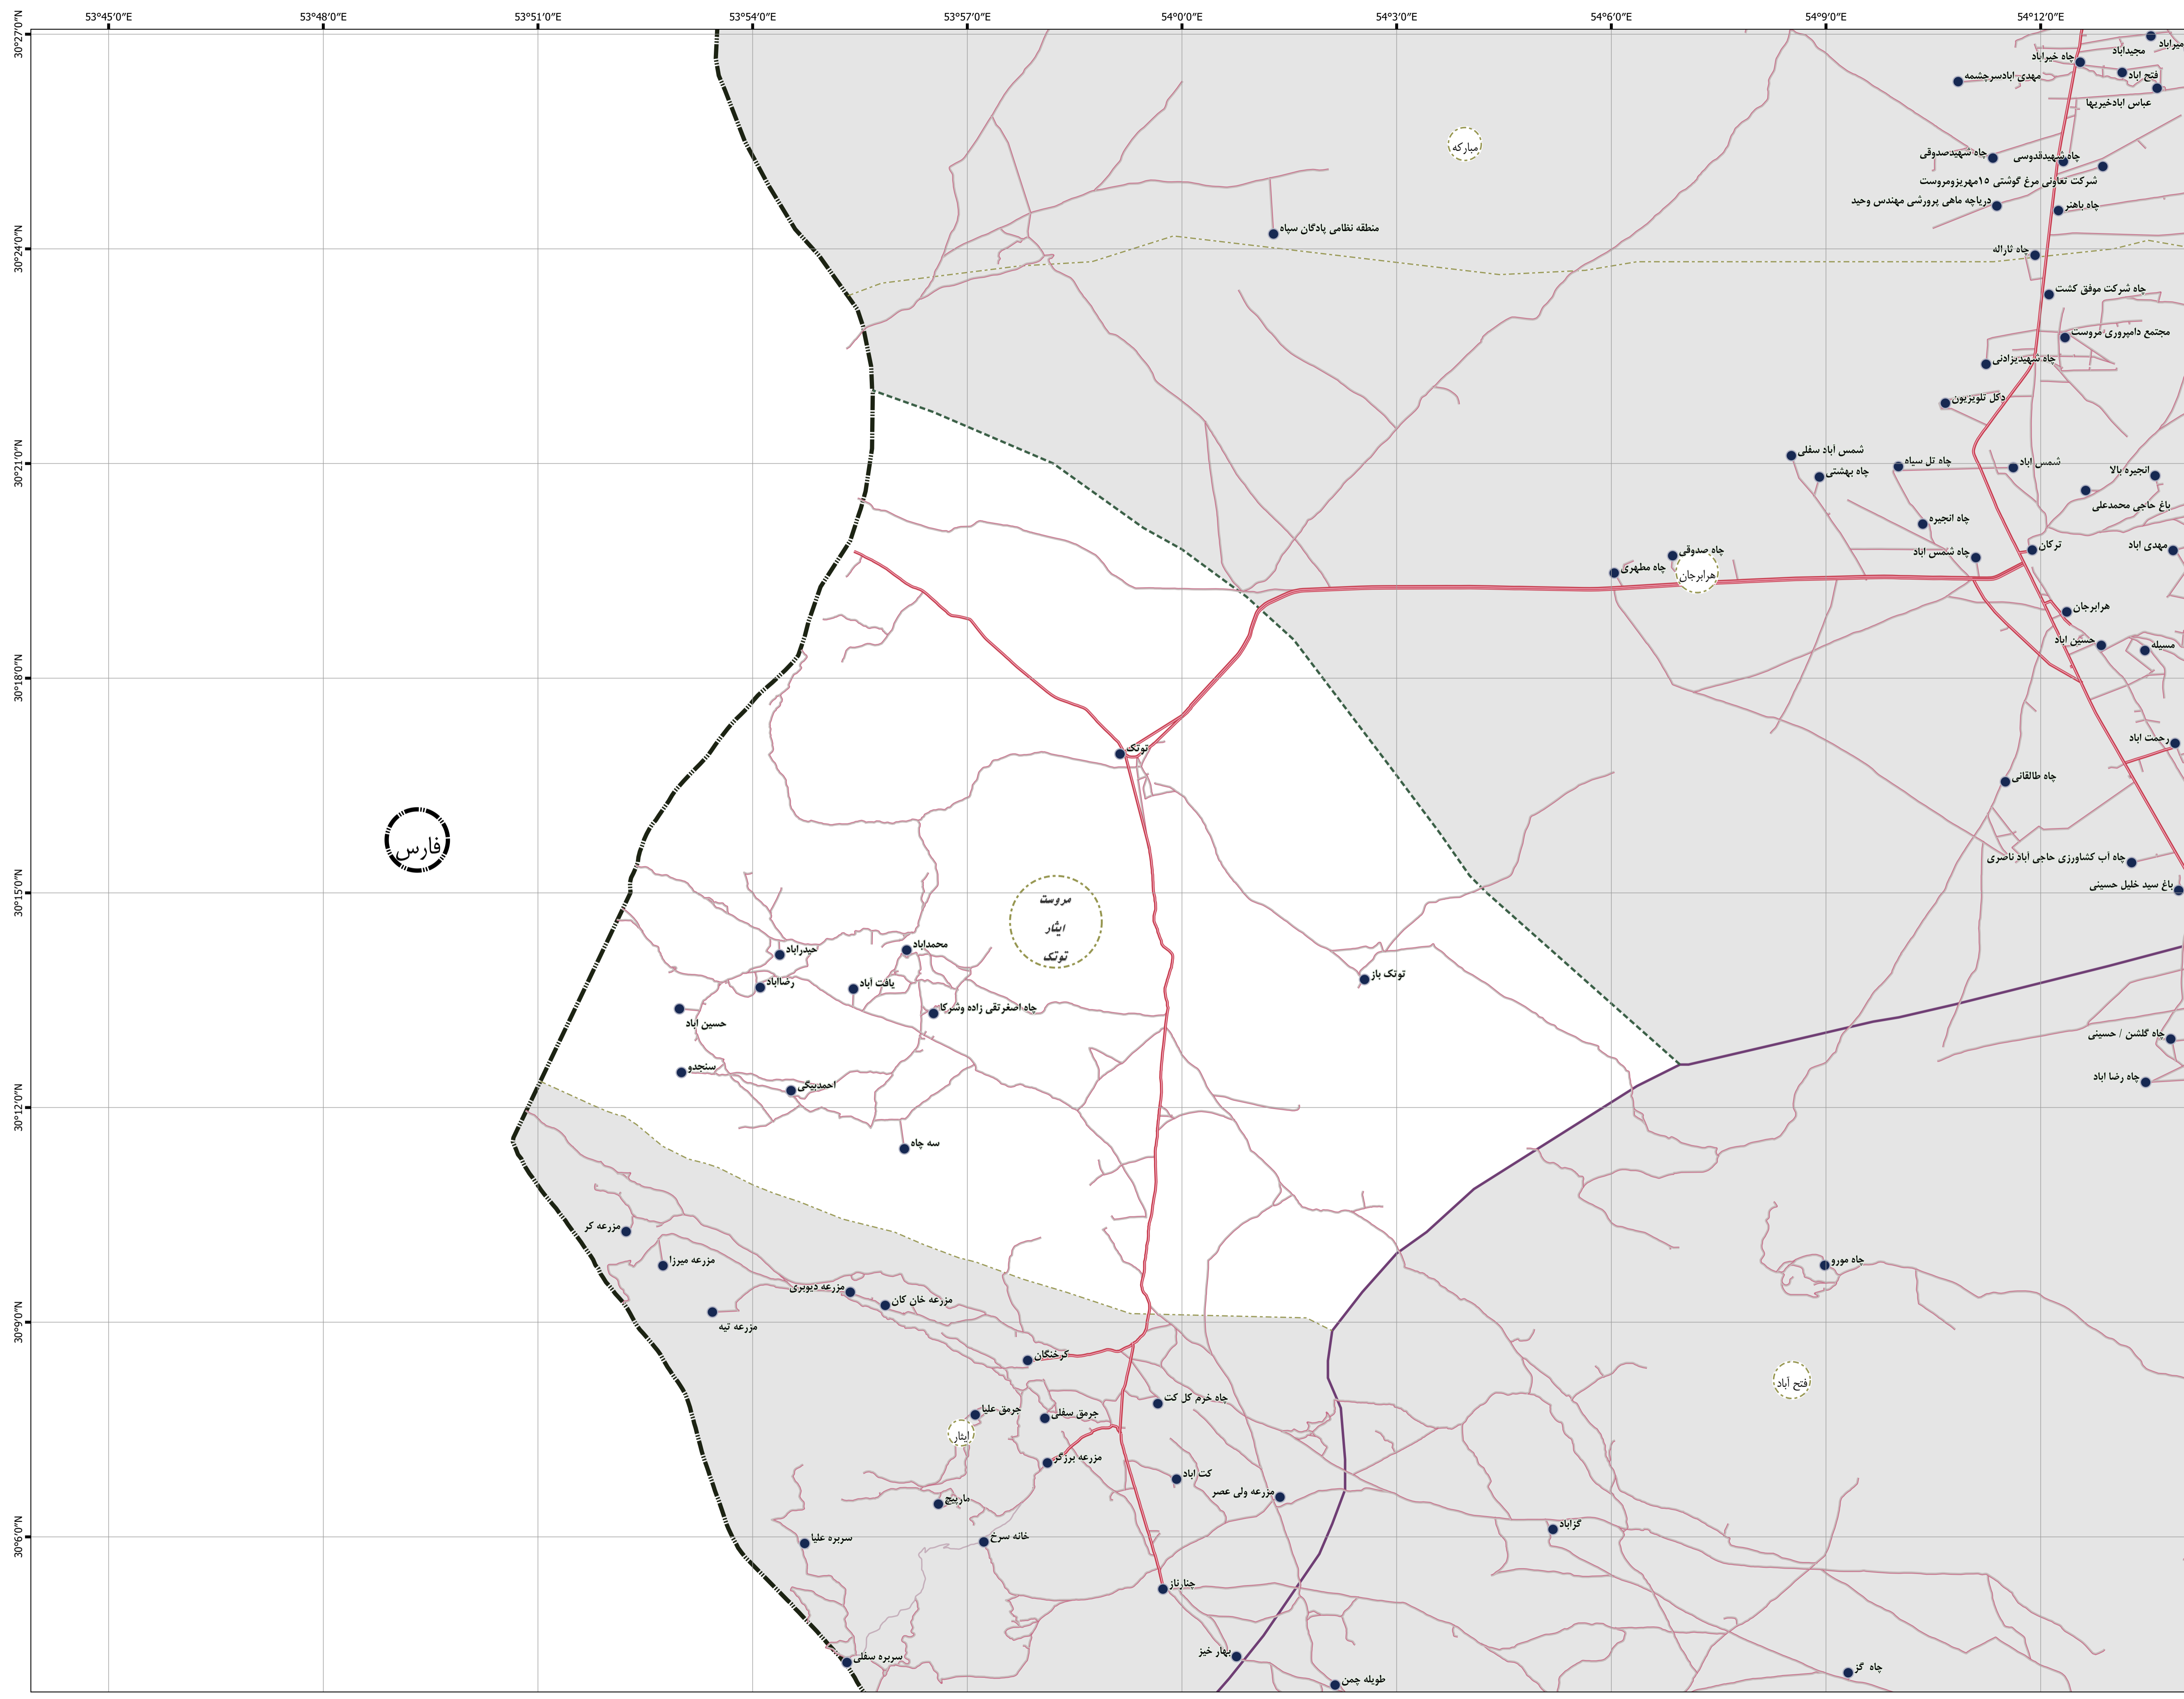 53°45'0"E
53°48'0"E
53°51'0"E
53°54'0"E
53°57'0"E
54°0'0"E
54°3'0"E
54°6'0"E
54°9'0"E
54°12'0"E
30°27'0"N
30°24'0"N
30°21'0"N
30°18'0"N
30°15'0"N
30°12'0"N
30°9'0"N
30°6'0"N
مجیداباد
چاه خیراباد
فتح اباد
مهدی ابادسرچشمه
عباس ابادخیریها
مبارکه
چاه شهیدصدوقی
چاه شهیدقدوسی
شرکت تعاونی مرغ گوشتی ۱۵مهریزومروست
دریاچه ماهی پرورشی مهندس وحید
چاه باهنر
منطقه نظامی پادگان سپاه
چاه ثاراله
چاه شرکت موفق کشت
مجتمع دامپروری مروست
چاه شهیدیزادنی
دکل تلویزیون
شمس آباد سفلی
چاه بهشتی
چاه تل سیاه
شمس اباد
انجیره بالا
باغ حاجی محمدعلی
چاه انجیره
ترکان
مهدی اباد
چاه شمس اباد
چاه صدوقی
چاه مطهری
هرابرجان
هرابرجان
حسین اباد
مسیله
رحمت اباد
توتک
چاه طالقانی
فارس
چاه آب کشاورزی حاجی آباد ناصری
باغ سید خلیل حسینی
مروست
ایثار
توتک
حیدراباد
محمداباد
رضااباد
یافت آباد
توتک باز
چاه اصغرتقی زاده وشرکا
حسین اباد
چاه گلشن / حسینی
سنجدو
احمدبیگی
چاه رضا اباد
سه چاه
مزرعه کر
مزرعه میرزا
چاه مورو
مزرعه دیوبری
مزرعه خان کان
مزرعه تیه
کرخنگان
فتح آباد
چاه خرم کل کت
جرمق علیا
جرمق سفلی
ایثار
مزرعه برزگر
کت اباد
مزرعه ولی عصر
مارپیچ
گزاباد
سربره علیا
خانه سرخ
چنارناز
بهار خیز
سربره سفلی
طویله چمن
چاه گز